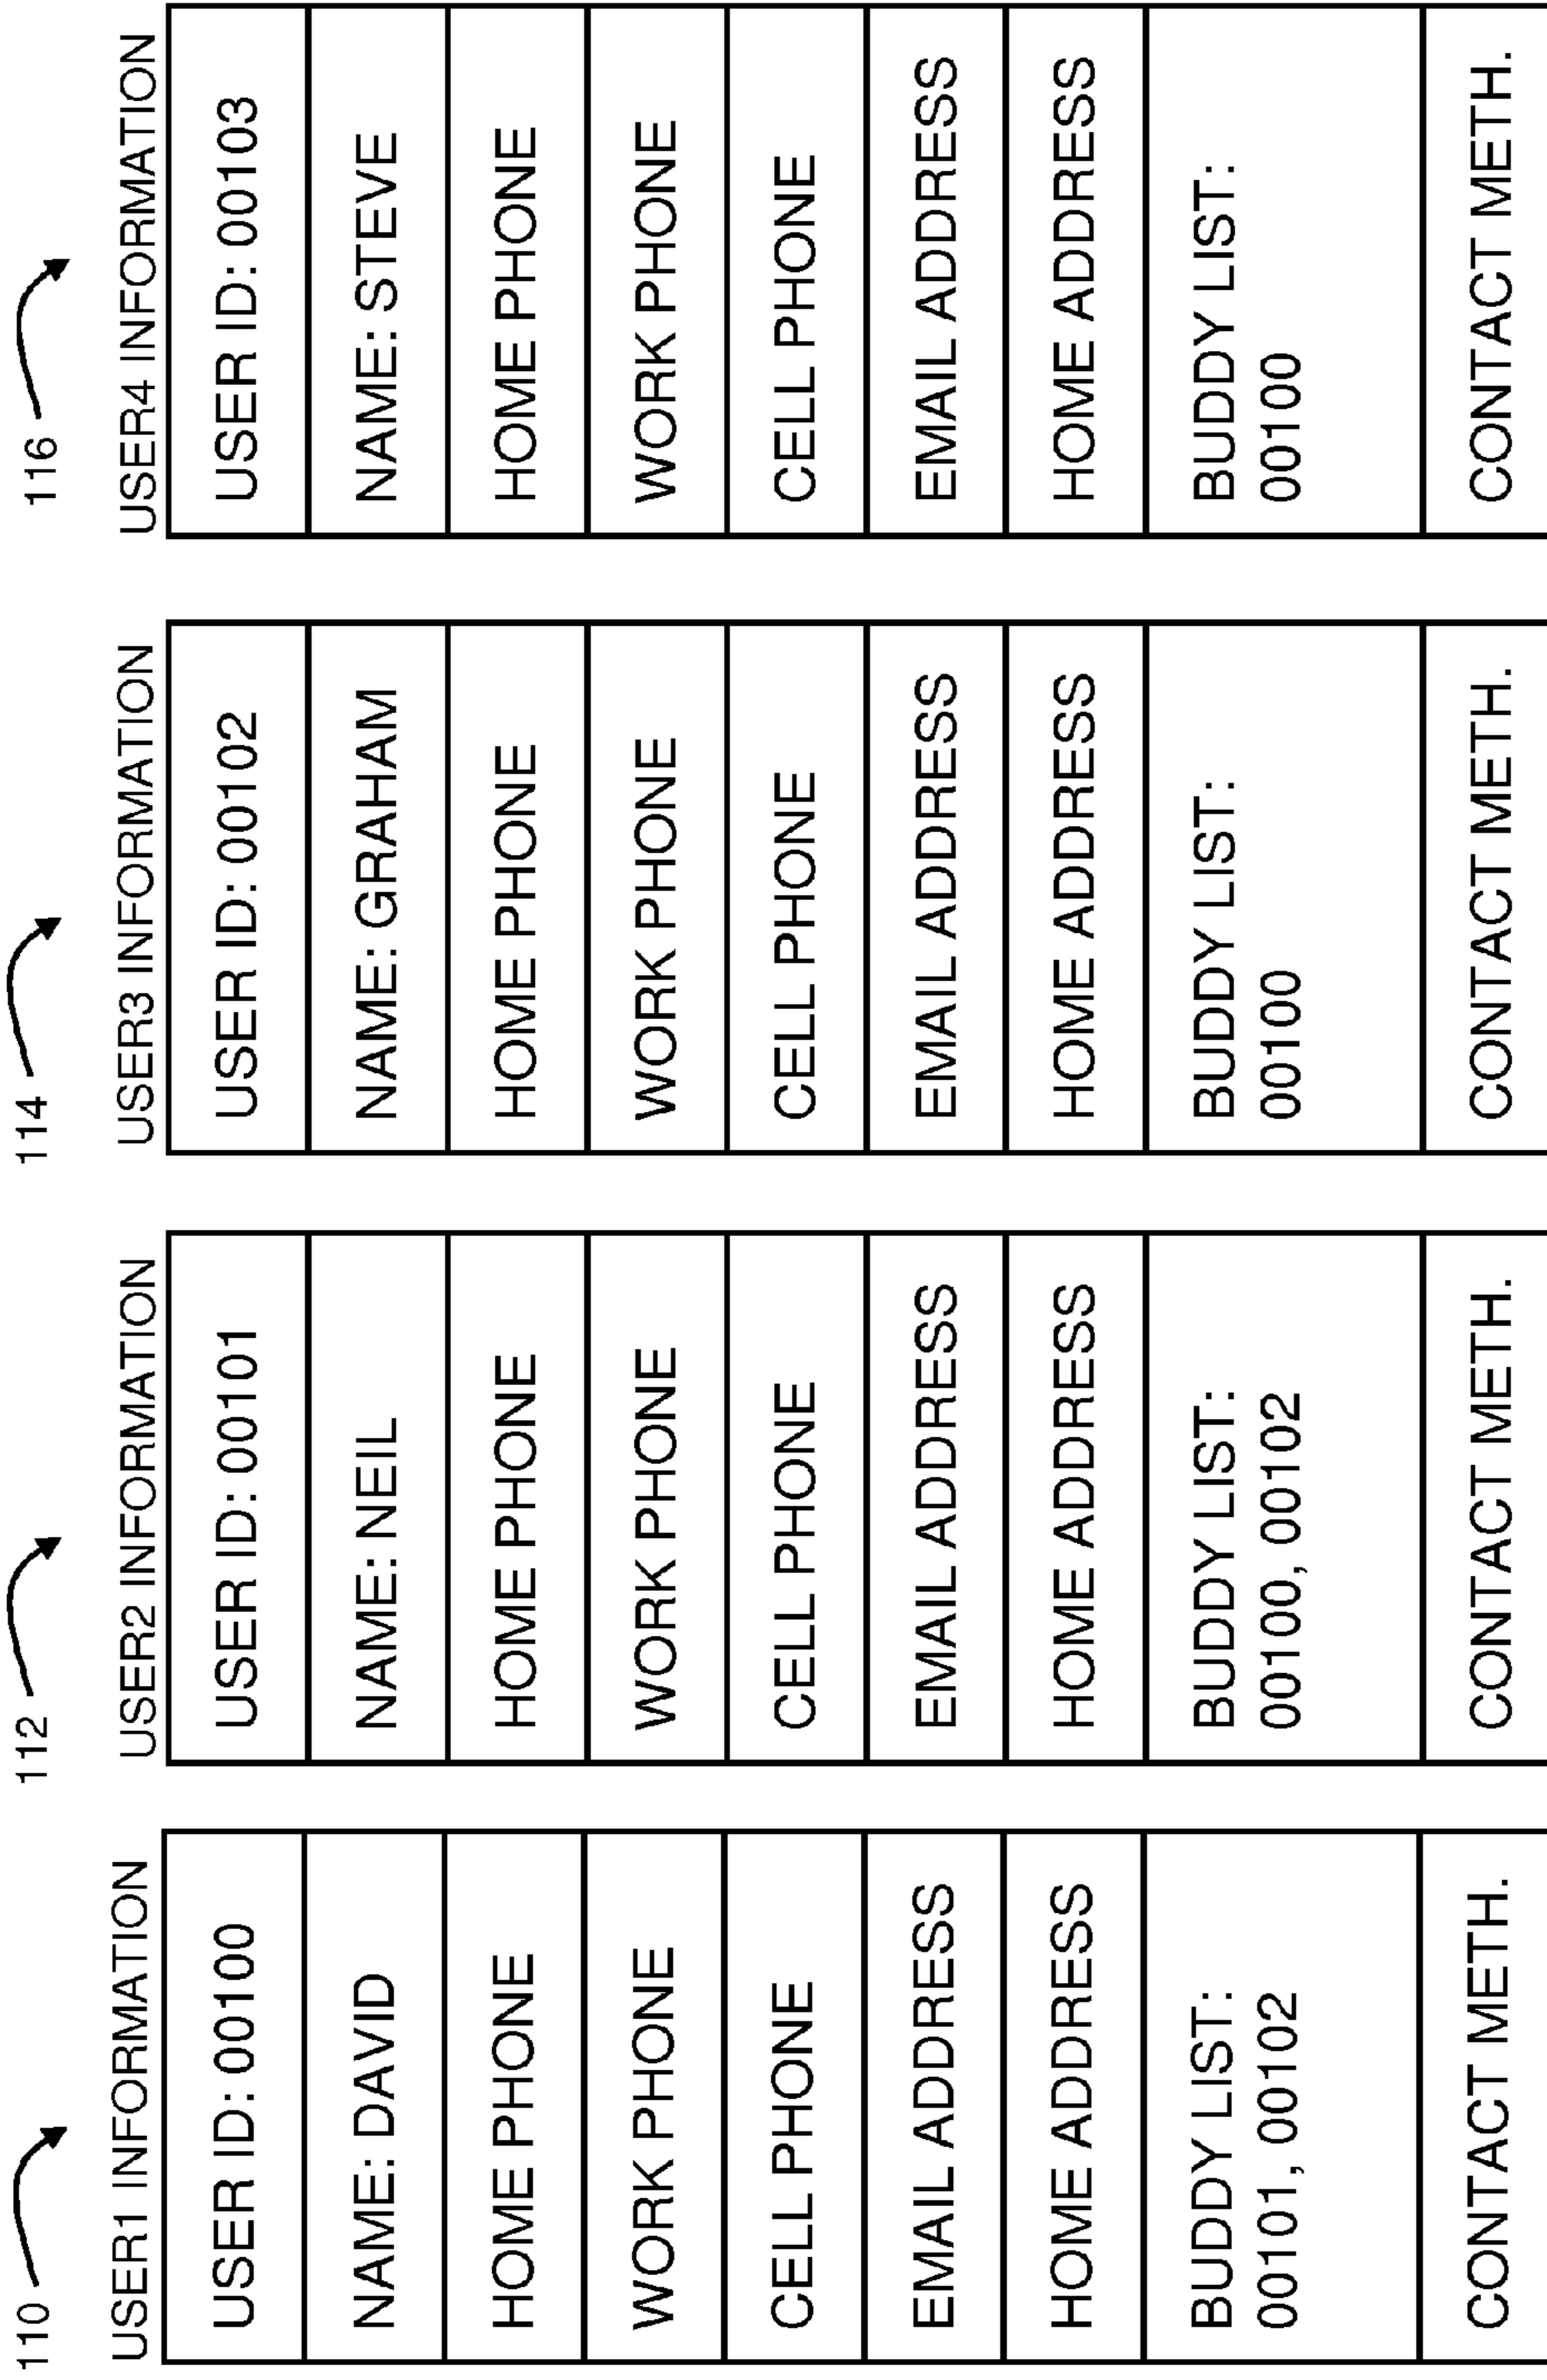 110
USER1 INFORMATION
USER ID: 00100
NAME: DAVID
HOME PHONE
WORK PHONE
CELL PHONE
EMAIL ADDRESS
HOME ADDRESS
BUDDY LIST:
00101, 00102
CONTACT METH.
112
USER2 INFORMATION
USER ID: 00101
NAME: NEIL
HOME PHONE
WORK PHONE
CELL PHONE
EMAIL ADDRESS
HOME ADDRESS
BUDDY LIST:
00100, 00102
CONTACT METH.
114
USER3 INFORMATION
USER ID: 00102
NAME: GRAHAM
HOME PHONE
WORK PHONE
CELL PHONE
EMAIL ADDRESS
HOME ADDRESS
BUDDY LIST:
00100
CONTACT METH.
116
USER4 INFORMATION
USER ID: 00103
NAME: STEVE
HOME PHONE
WORK PHONE
CELL PHONE
EMAIL ADDRESS
HOME ADDRESS
BUDDY LIST:
00100
CONTACT METH.